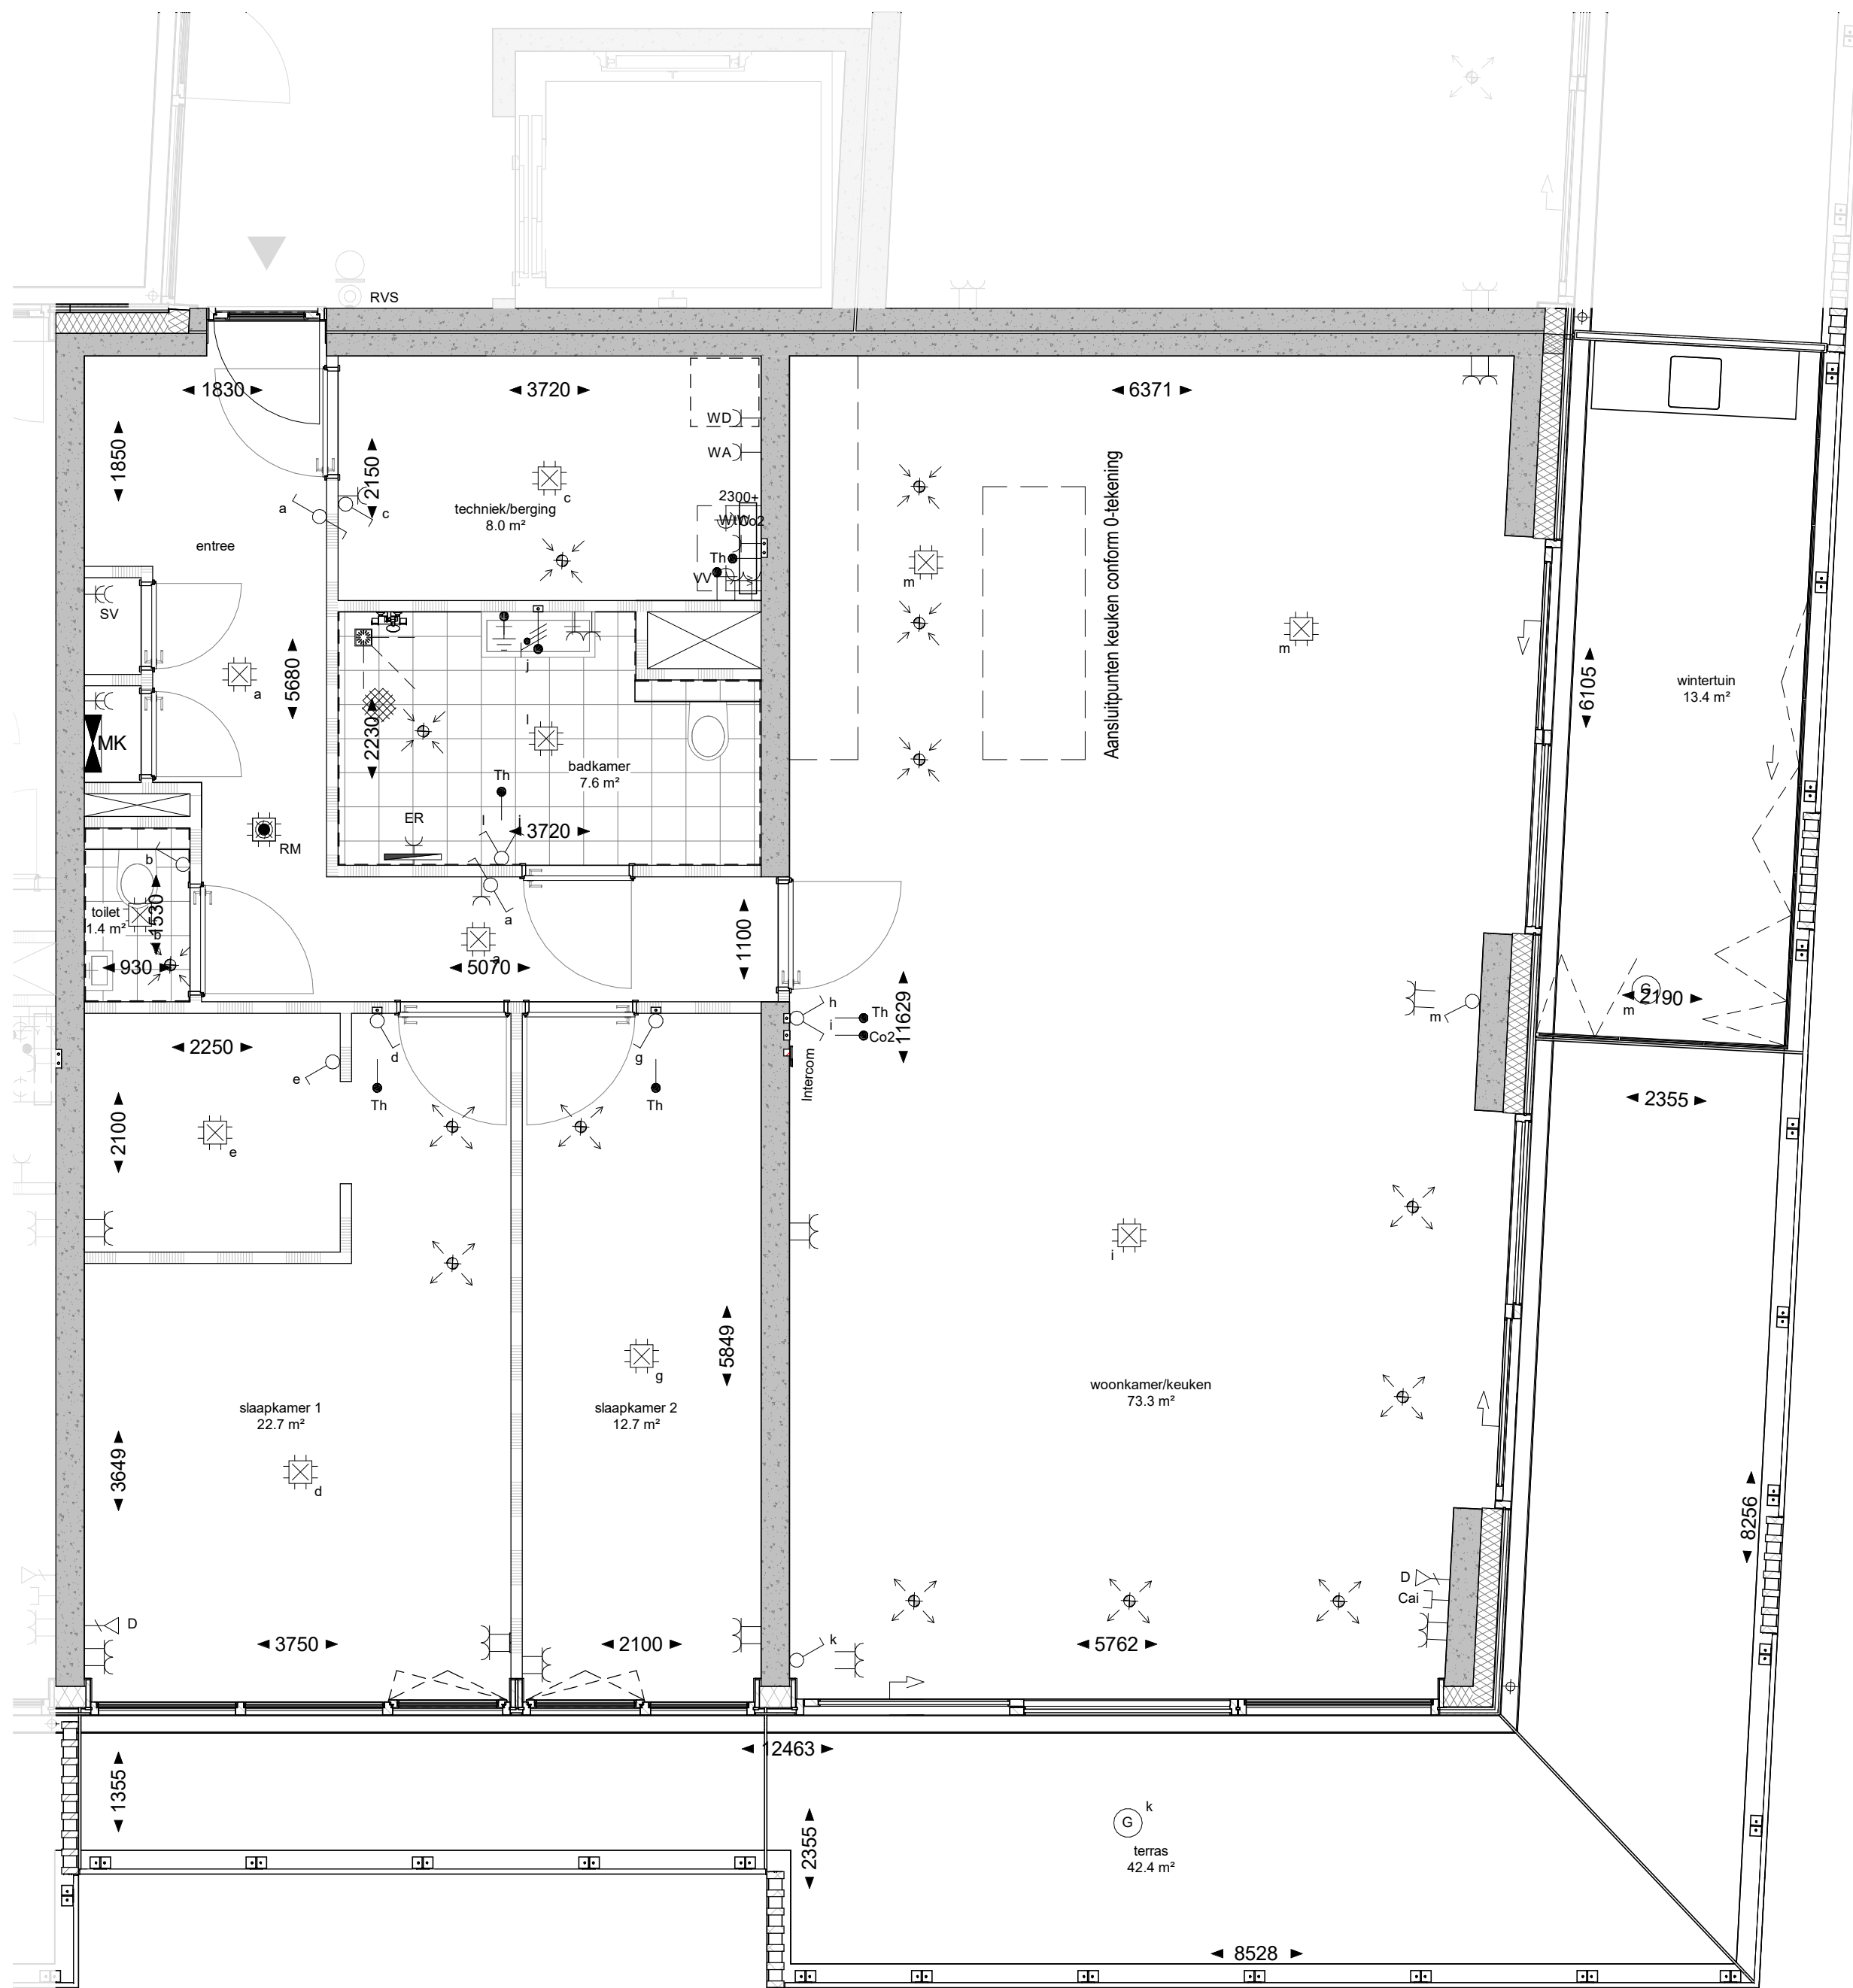 RVS
1830
3720
6371
1850
2150
WD
WA
c
a
c
techniek/berging
8.0 m²
2300+
WtW
Co2
Th
VV
entree
SV
a
5680
MK
Aansluitpunten keuken conform 0-tekening
m
m
6105
wintertuin
13.4 m²
j
l
2230
badkamer
7.6 m²
Th
ER
l
j
3720
RM
b
toilet
1.4 m²
1530
b
930
a
a
5070
1100
11629
h
i
Th
Co2
Intercom
m
G
m
2190
2355
2250
e
d
g
Th
Th
2100
e
i
5849
g
slaapkamer 1
22.7 m²
slaapkamer 2
12.7 m²
woonkamer/keuken
73.3 m²
3649
d
8256
D
Cai
D
3750
2100
k
5762
12463
1355
2355
G
k
terras
42.4 m²
8528